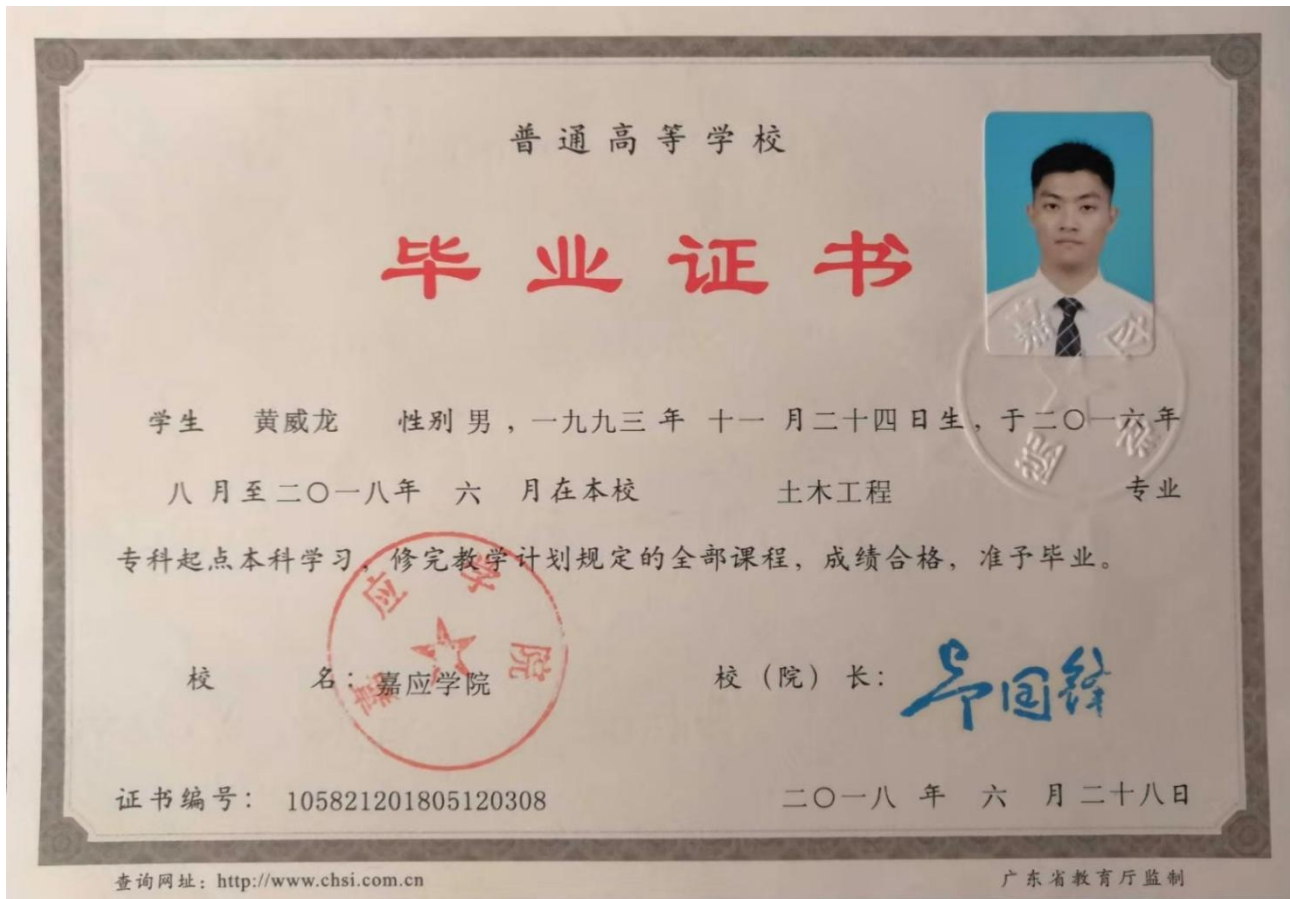 普通高等学校
毕业证书
学生 黄威龙 性别 男，一九九三年 十一 月二十四日生，于二〇一六年
八 月至二〇一八年 六 月在本校 土木工程 专业
专科起点本科学习，修完教学计划规定的全部课程，成绩合格，准予毕业。
校 名：嘉应学院 校（院）长：
嘉应学院
证书编号： 105821201805120308 二〇一八 年 六 月 二十八日
查询网址：http://www.chsi.com.cn 广东省教育厅监制